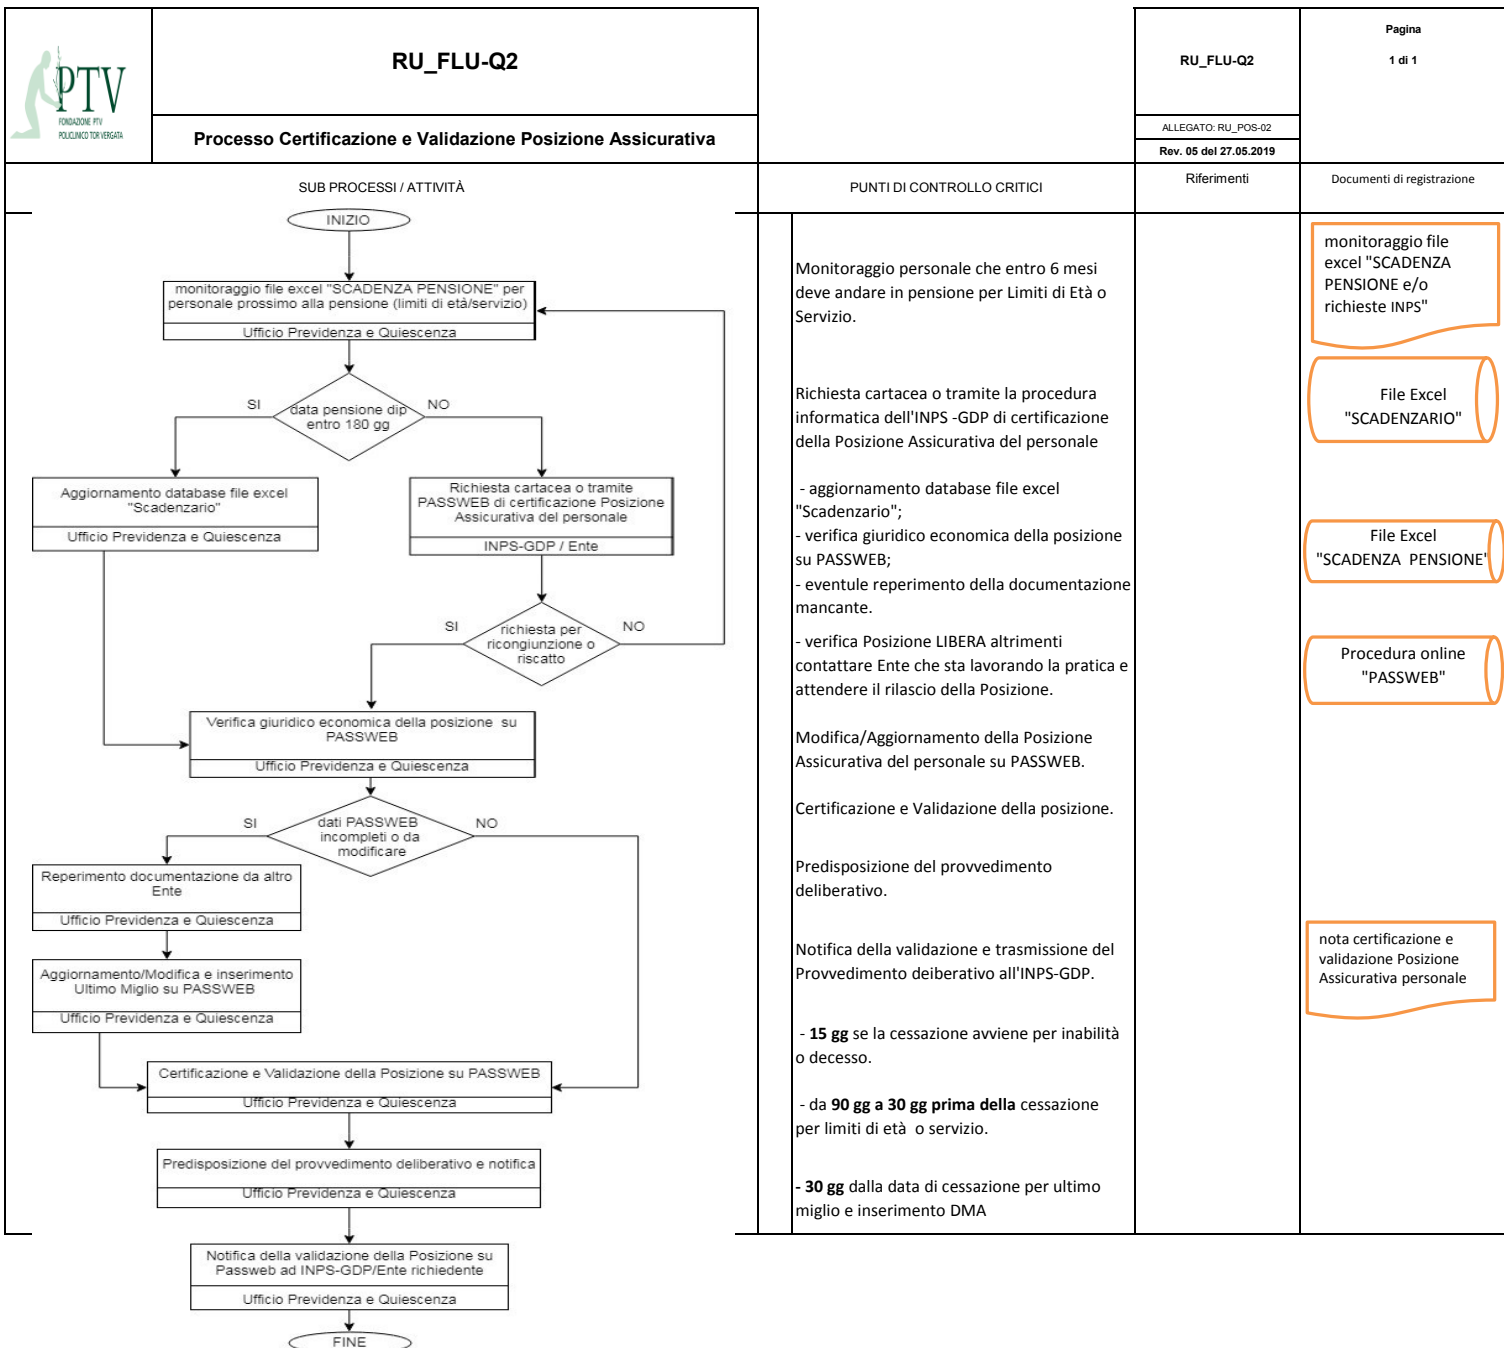 PTV
FONDAZIONE PTV
POLICLINICO TOR VERGATA
RU_FLU-Q2
Processo Certificazione e Validazione Posizione Assicurativa
RU_FLU-Q2
ALLEGATO: RU_POS-02
Rev. 05 del 27.05.2019
Pagina
1 di 1
SUB PROCESSI / ATTIVITÀ
PUNTI DI CONTROLLO CRITICI
Riferimenti
Documenti di registrazione
INIZIO
monitoraggio file excel "SCADENZA PENSIONE" per
personale prossimo alla pensione (limiti di età/servizio)
Ufficio Previdenza e Quiescenza
SI
data pensione dip
entro 180 gg
NO
Aggiornamento database file excel
"Scadenzario"
Ufficio Previdenza e Quiescenza
Richiesta cartacea o tramite
PASSWEB di certificazione Posizione
Assicurativa del personale
INPS-GDP / Ente
SI
richiesta per
ricongiunzione o
riscatto
NO
Verifica giuridico economica della posizione su
PASSWEB
Ufficio Previdenza e Quiescenza
SI
dati PASSWEB
incompleti o da
modificare
NO
Reperimento documentazione da altro
Ente
Ufficio Previdenza e Quiescenza
Aggiornamento/Modifica e inserimento
Ultimo Miglio su PASSWEB
Ufficio Previdenza e Quiescenza
Certificazione e Validazione della Posizione su PASSWEB
Ufficio Previdenza e Quiescenza
Predisposizione del provvedimento deliberativo e notifica
Ufficio Previdenza e Quiescenza
Notifica della validazione della Posizione su
Passweb ad INPS-GDP/Ente richiedente
Ufficio Previdenza e Quiescenza
FINE
Monitoraggio personale che entro 6 mesi
deve andare in pensione per Limiti di Età o
Servizio.
Richiesta cartacea o tramite la procedura
informatica dell'INPS -GDP di certificazione
della Posizione Assicurativa del personale
- aggiornamento database file excel
"Scadenzario";
- verifica giuridico economica della posizione
su PASSWEB;
- eventule reperimento della documentazione
mancante.
- verifica Posizione LIBERA altrimenti
contattare Ente che sta lavorando la pratica e
attendere il rilascio della Posizione.
Modifica/Aggiornamento della Posizione
Assicurativa del personale su PASSWEB.
Certificazione e Validazione della posizione.
Predisposizione del provvedimento
deliberativo.
Notifica della validazione e trasmissione del
Provvedimento deiberativo all'INPS-GDP.
- 15 gg se la cessazione avviene per inabilità
o decesso.
- da 90 gg a 30 gg prima della cessazione
per limiti di età o servizio.
- 30 gg dalla data di cessazione per ultimo
miglio e inserimento DMA
monitoraggio file
excel "SCADENZA
PENSIONE e/o
richieste INPS"
File Excel
"SCADENZARIO"
File Excel
"SCADENZA PENSIONE"
Procedura online
"PASSWEB"
nota certificazione e
validazione Posizione
Assicurativa personale